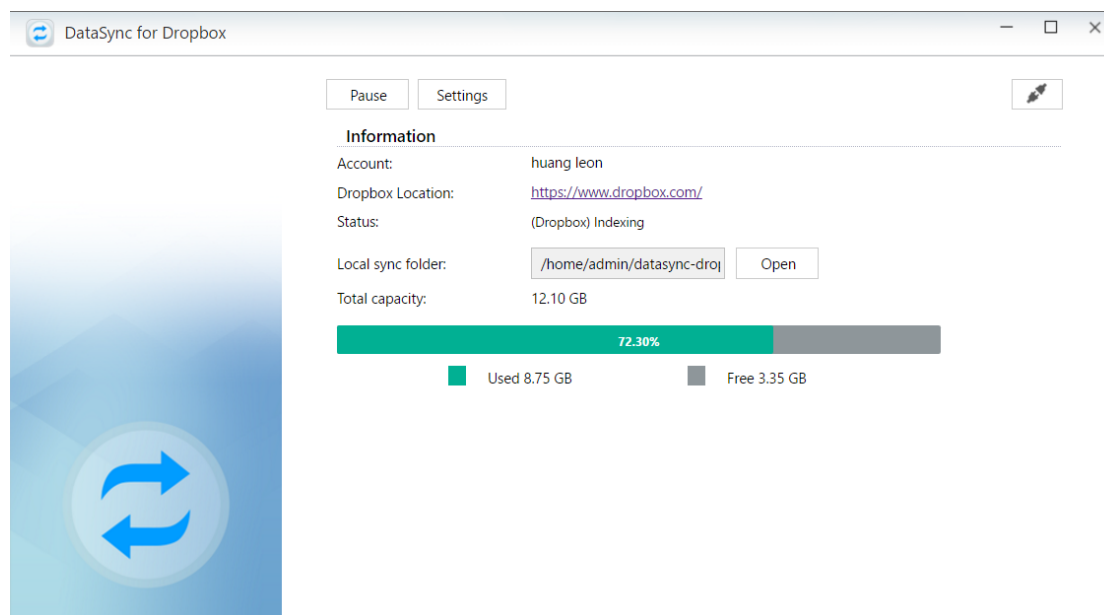 DataSync for Dropbox
Pause Settings
Information
Account: huang leon
Dropbox Location: https://www.dropbox.com/
Status: (Dropbox) Indexing
Local sync folder: /home/admin/datasync-drop Open
Total capacity: 12.10 GB
72.30%
Used 8.75 GB Free 3.35 GB